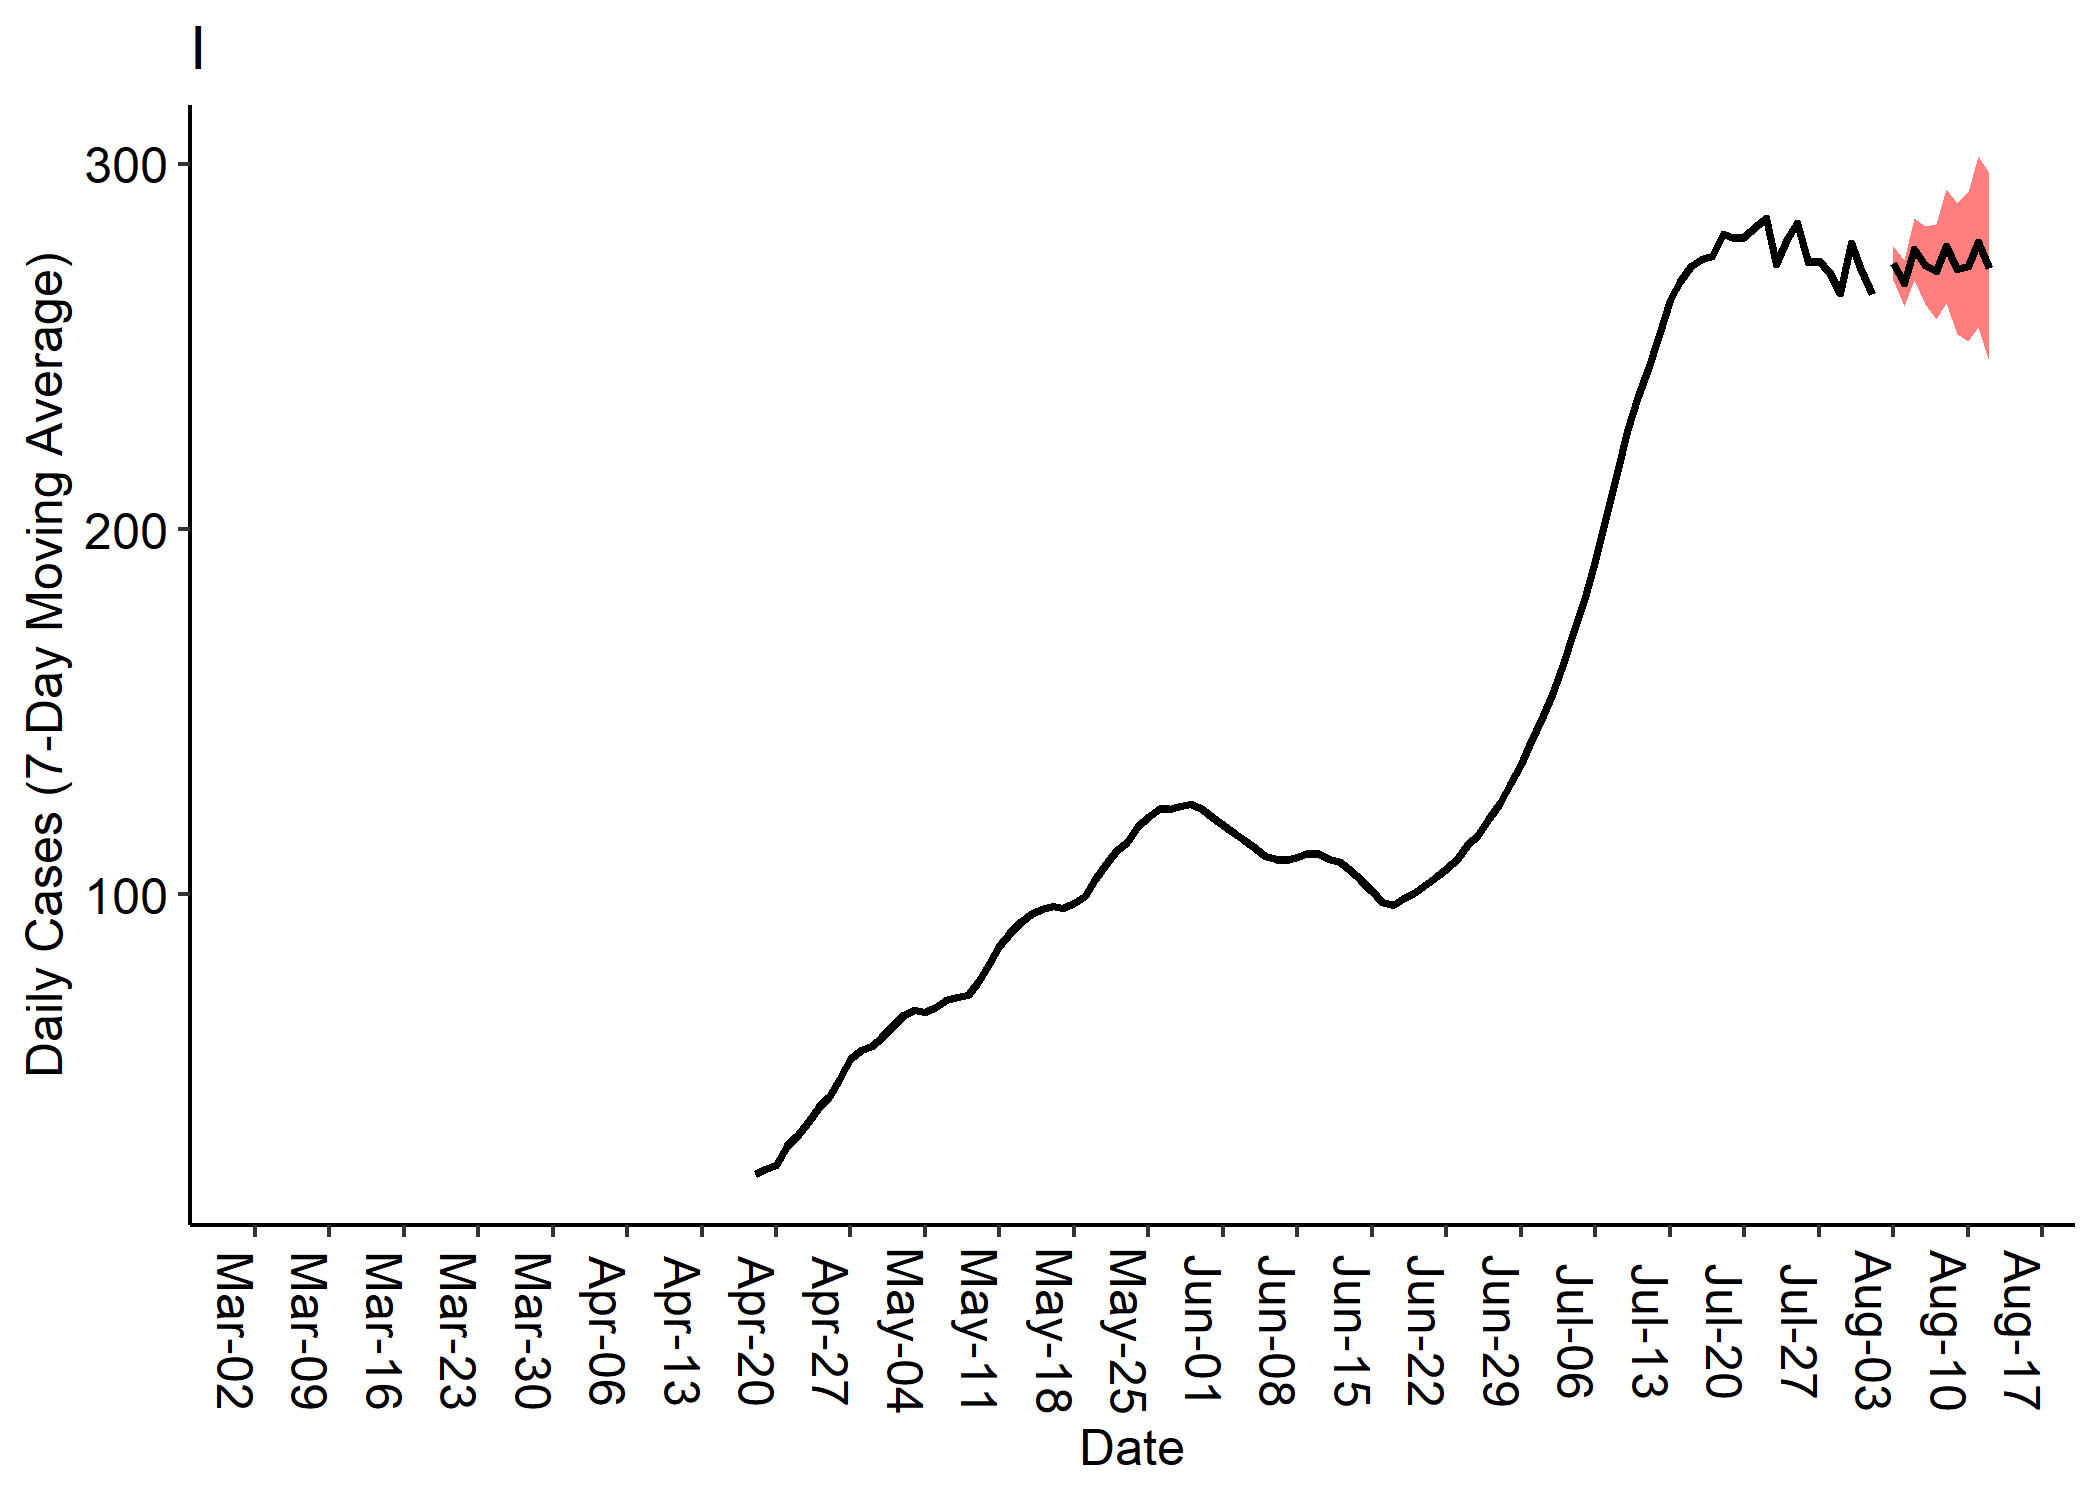 I
Daily Cases (7-Day Moving Average)
300
200
100
Mar-02
Mar-09
Mar-16
Mar-23
Mar-30
Apr-06
Apr-13
Apr-20
Apr-27
May-04
May-11
May-18
May-25
Jun-01
Jun-08
Jun-15
Jun-22
Jun-29
Jul-06
Jul-13
Jul-20
Jul-27
Aug-03
Aug-10
Aug-17
Date